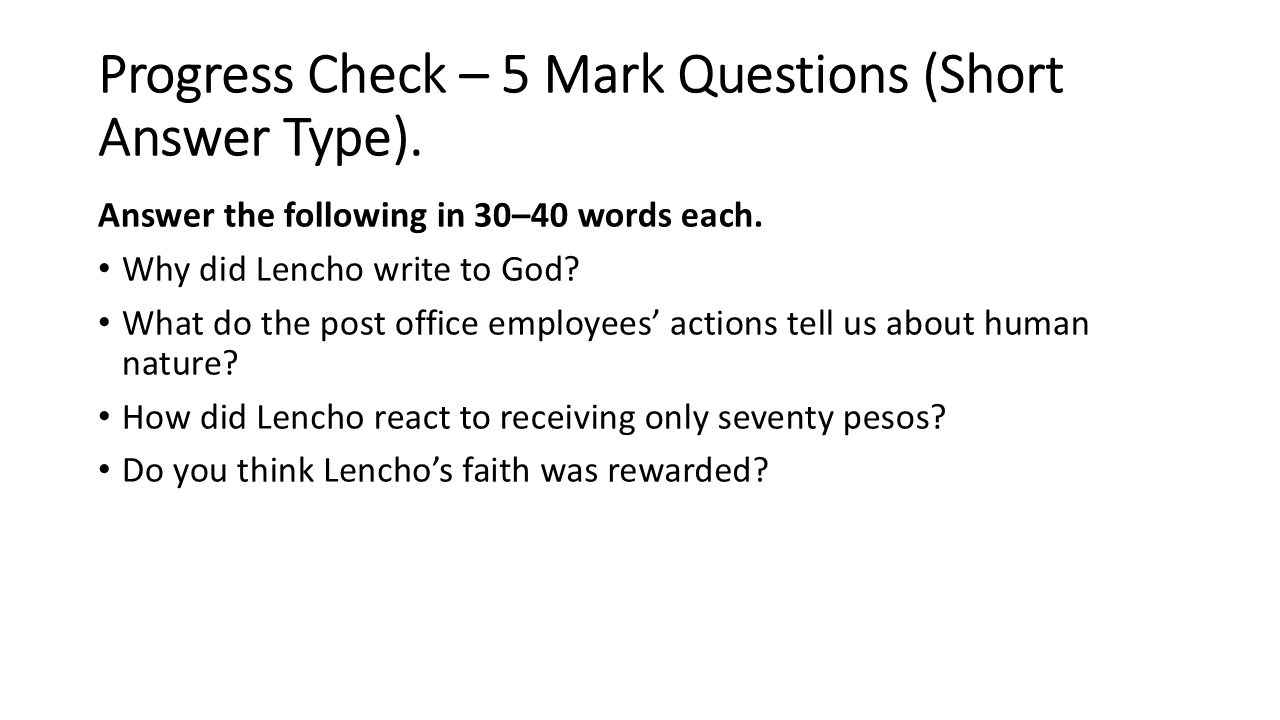 Progress Check – 5 Mark Questions (Short
Answer Type).
Answer the following in 30–40 words each.
• Why did Lencho write to God?
• What do the post office employees’ actions tell us about human
nature?
• How did Lencho react to receiving only seventy pesos?
• Do you think Lencho’s faith was rewarded?